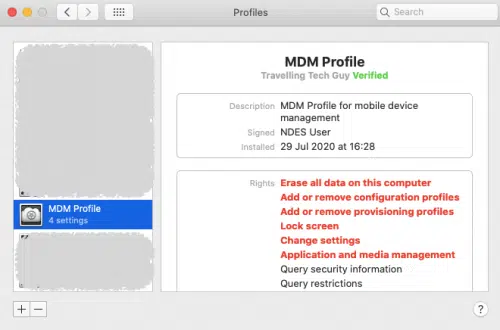 Profiles
Search
MDM Profile
Travelling Tech Guy Verified
Description MDM Profile for mobile device
management
Signed NDES User
Installed 29 Jul 2020 at 16:28
Rights Erase all data on this computer
Add or remove configuration profiles
Add or remove provisioning profiles
Lock screen
Change settings
Application and media management
Query security information
Query restrictions
MDM Profile
4 settings
+ −
?